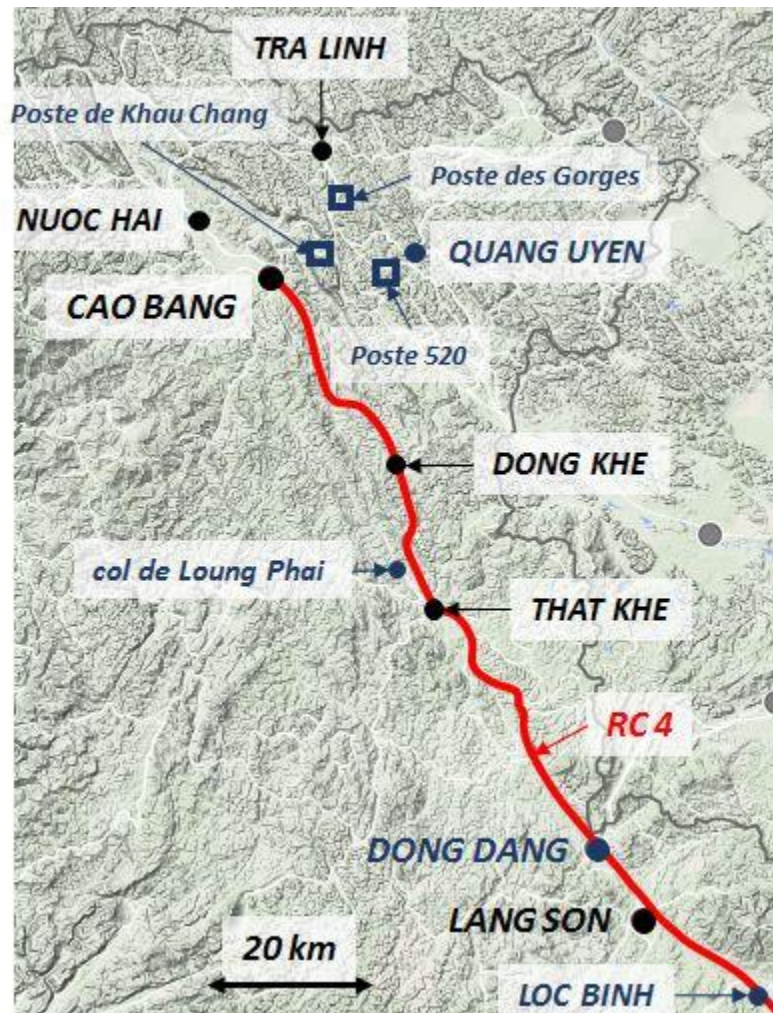 TRA LINH
Poste de Khau Chang
Poste des Gorges
NUOC HAI
QUANG UYEN
CAO BANG
Poste 520
DONG KHE
col de Loung Phai
THAT KHE
RC 4
DONG DANG
LANG SON
20 km
LOC BINH